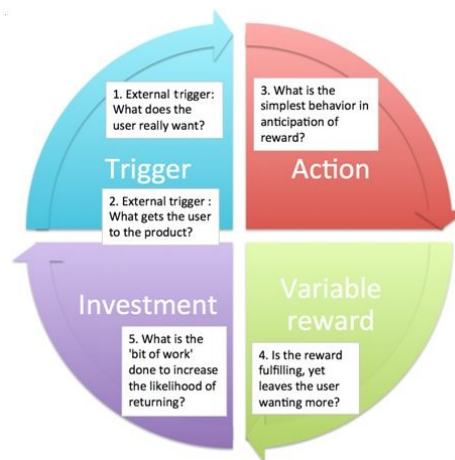 1. External trigger:
What does the
user really want?
Trigger
2. External trigger :
What gets the user
to the product?
3. What is the
simplest behavior in
anticipation of
reward?
Action
Variable
reward
4. Is the reward
fulfilling, yet
leaves the user
wanting more?
Investment
5. What is the
'bit of work'
done to increase
the likelihood of
returning?